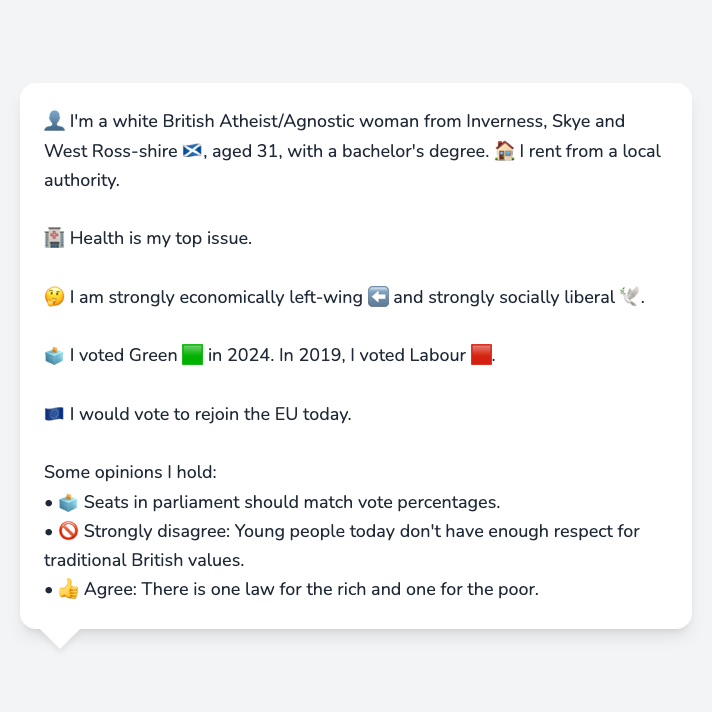 👤 I'm a white British Atheist/Agnostic woman from Inverness, Skye and
West Ross-shire 🏴󠁧󠁢󠁳󠁣󠁴󠁿, aged 31, with a bachelor's degree. 🏠 I rent from a local
authority.
🏥 Health is my top issue.
🤔 I am strongly economically left-wing ⬅️ and strongly socially liberal 🕊️.
🗳️ I voted Green 🟩 in 2024. In 2019, I voted Labour 🟥.
🇪🇺 I would vote to rejoin the EU today.
Some opinions I hold:
• 🗳️ Seats in parliament should match vote percentages.
• 🚫 Strongly disagree: Young people today don't have enough respect for
traditional British values.
• 👍 Agree: There is one law for the rich and one for the poor.